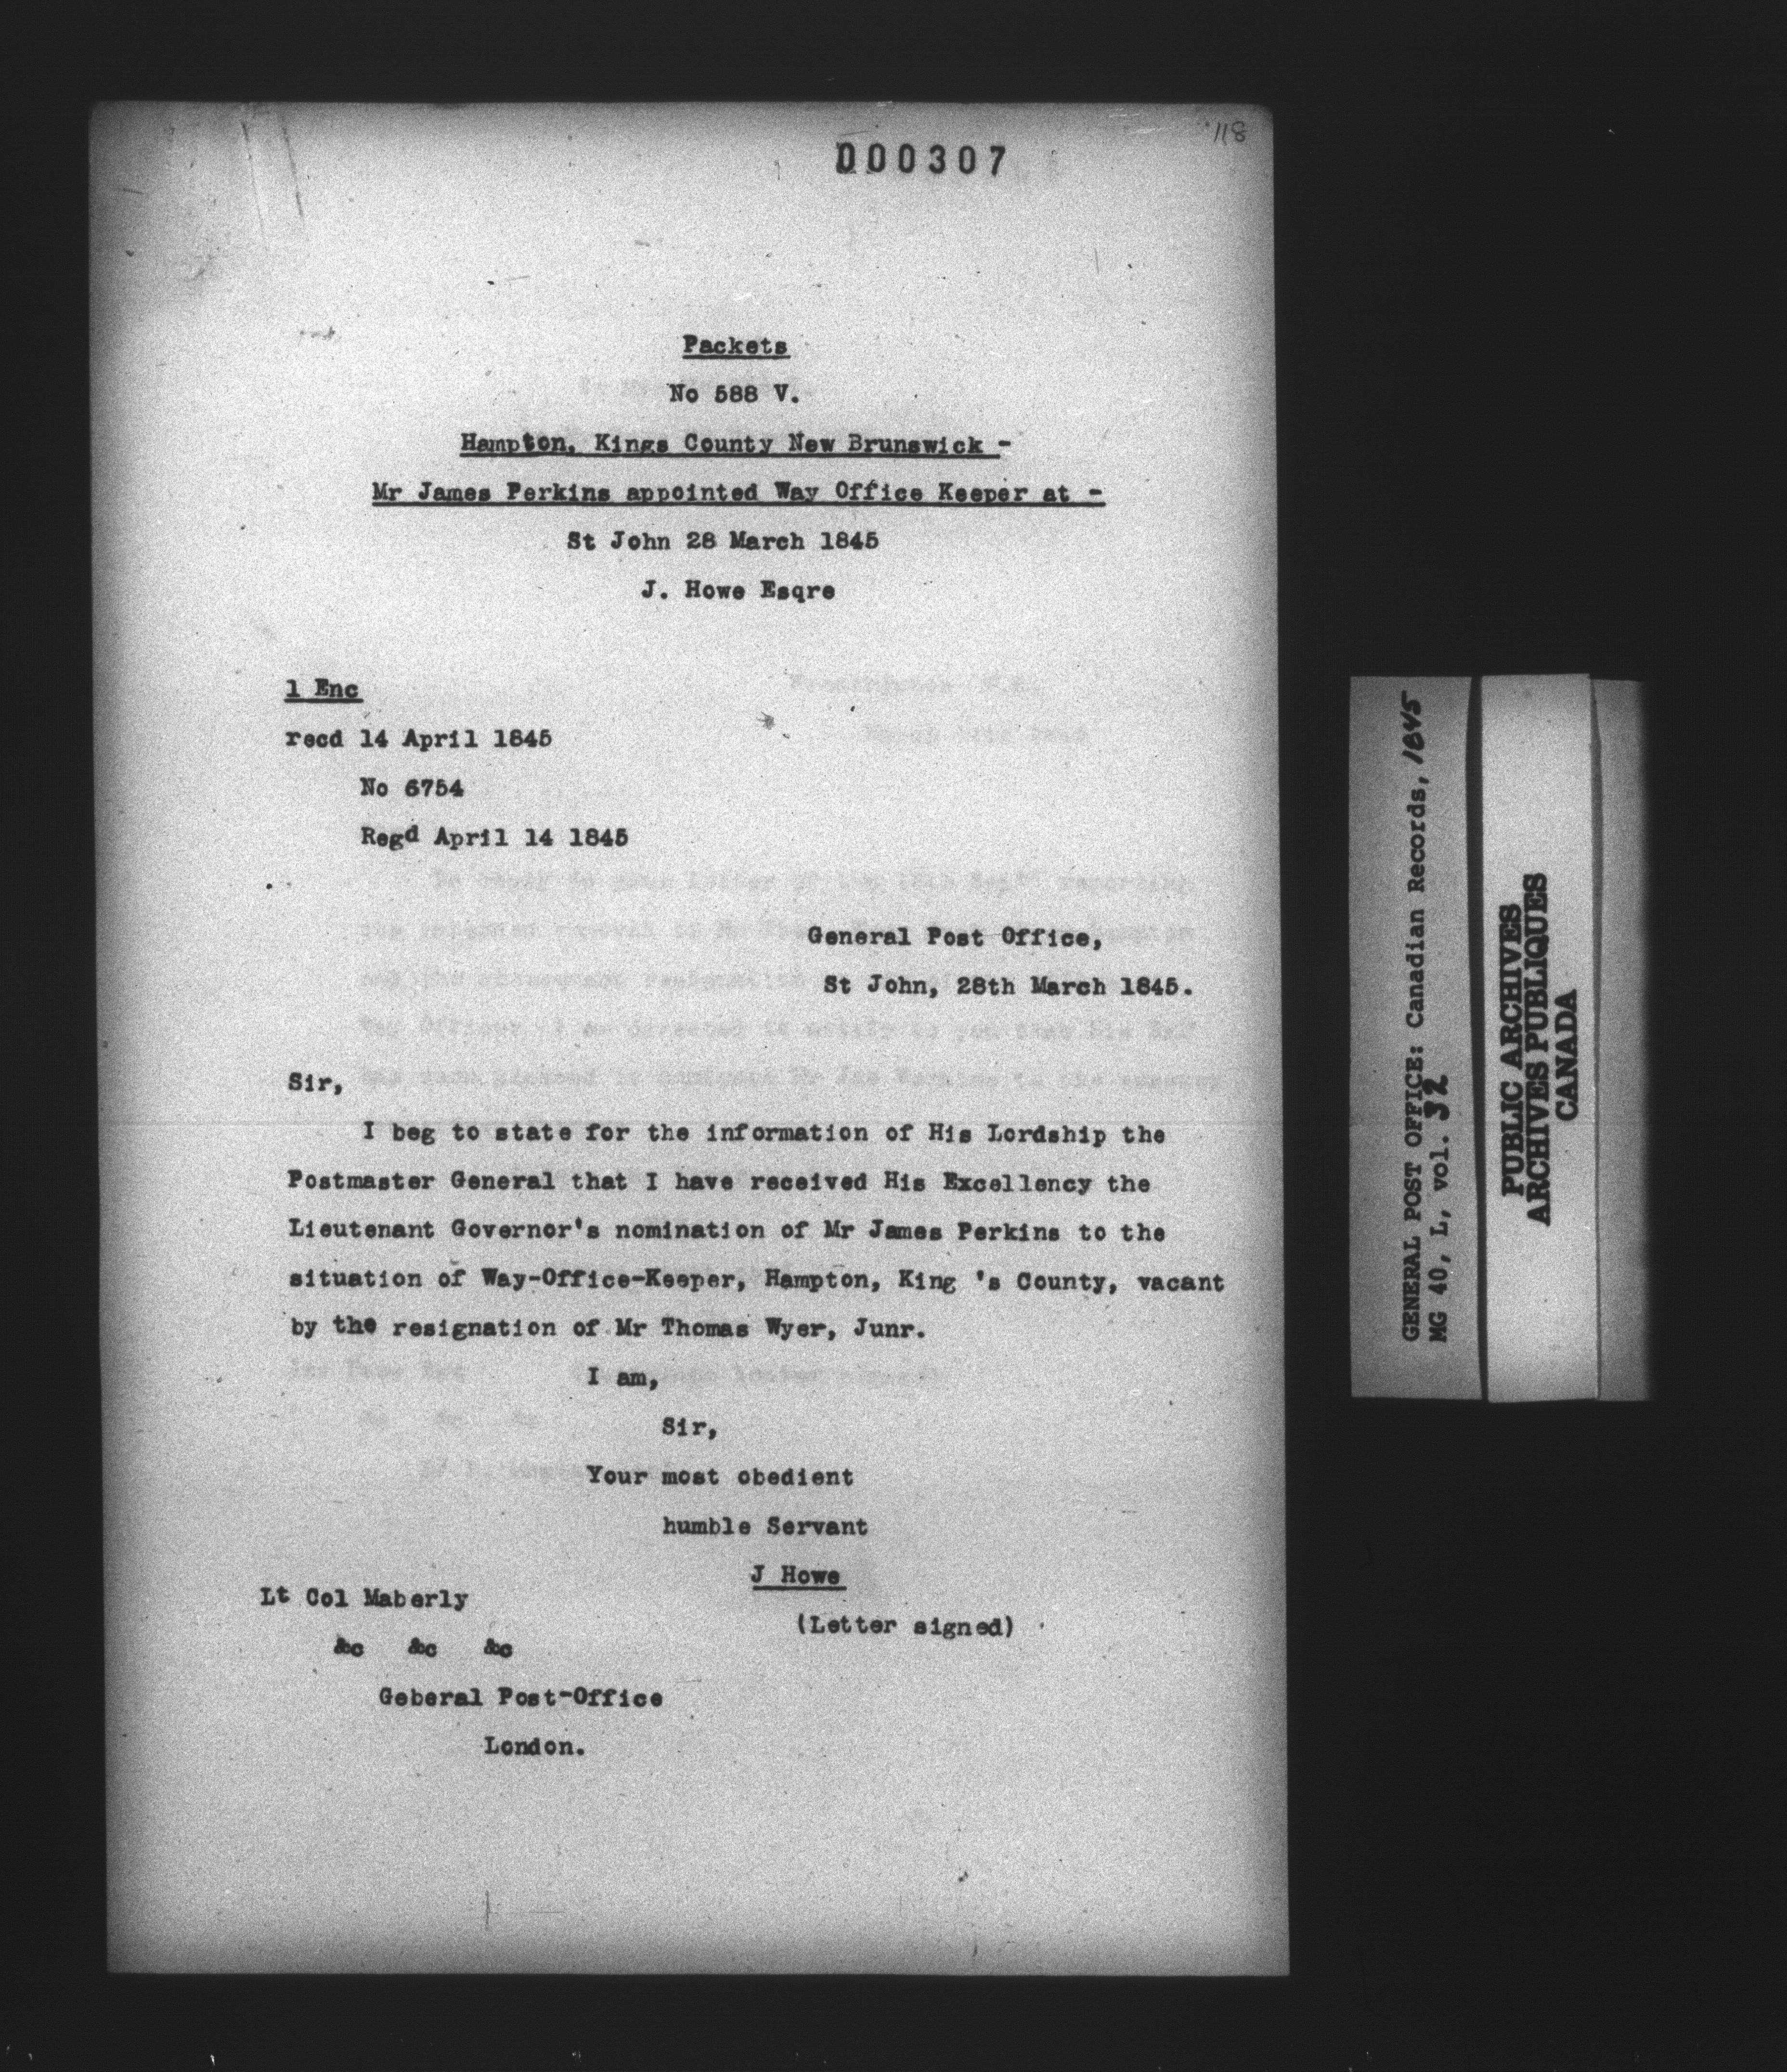 118
000307
Packets
No 588 V.
Hampton, Kings County New Brunswick -
Mr James Perkins appointed Way Office Keeper at -
St John 28 March 1845
J. Howe Esqre
1 Enc
recd 14 April 1845
No 6754
Regd April 14 1845
General Post Office,
St John, 28th March 1845.
Sir,
I beg to state for the information of His Lordship the
Postmaster General that I have received His Excellency the
Lieutenant Governor's nomination of Mr James Perkins to the
situation of Way-Office-Keeper, Hampton, King 's County, vacant
by the resignation of Mr Thomas Wyer, Junr.
I am,
Sir,
Your most obedient
humble Servant
J Howe
(Letter signed)
Lt Col Maberly
&c &c &c
Geberal Post-Office
London.
GENERAL POST OFFICE: Canadian Records, 1845
MG 40, L, vol. 32
PUBLIC ARCHIVES
ARCHIVES PUBLIQUES
CANADA